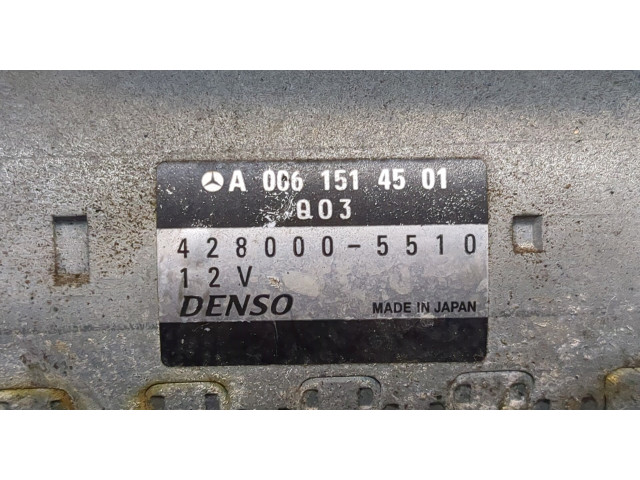 A 006 151 45 01
Q03
428000-5510
12V
DENSO MADE IN JAPAN